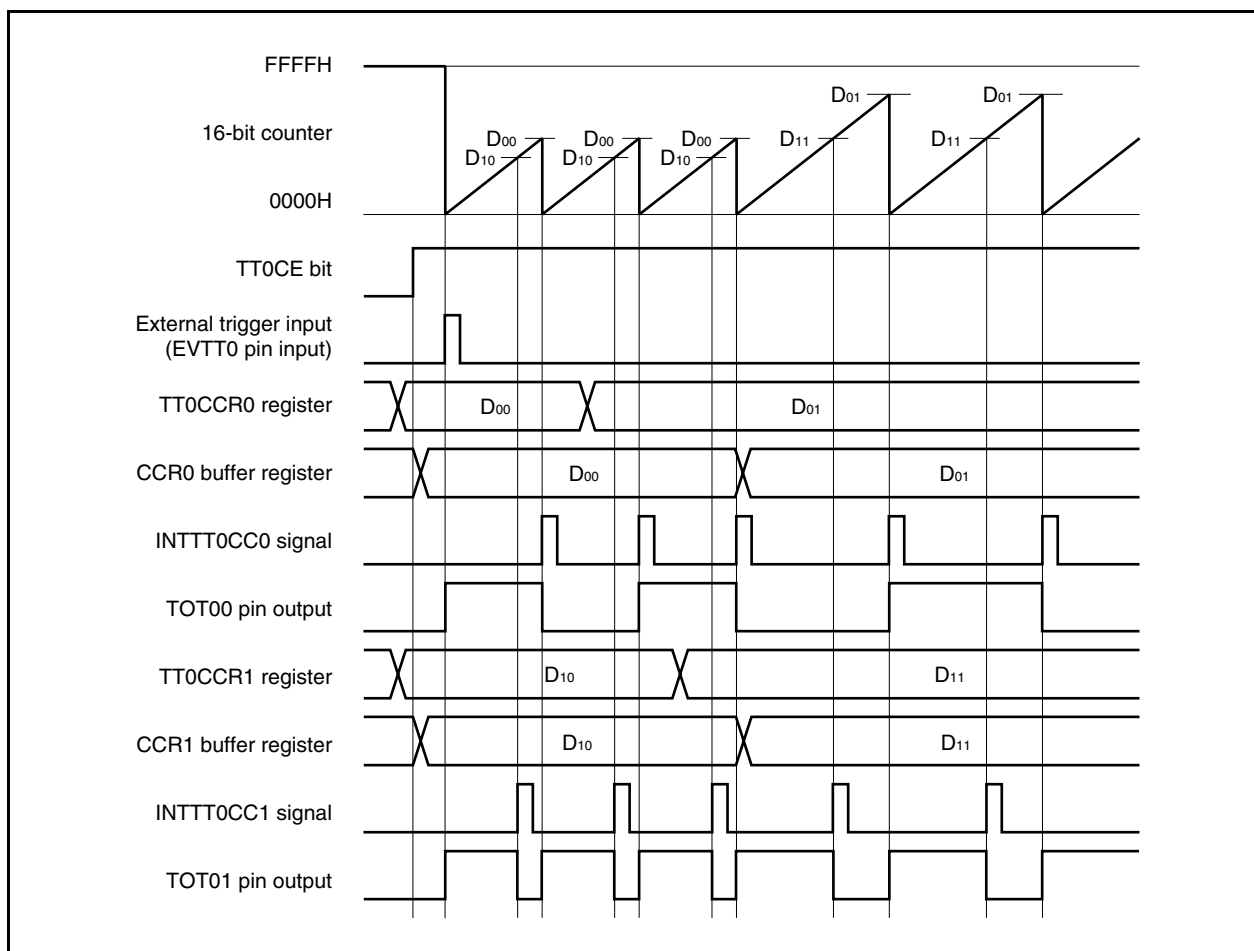 FFFFH
D01 D01
16-bit counter
D00 D00 D00 D11 D11
D10 D10 D10
0000H
TT0CE bit
External trigger input
(EVTT0 pin input)
TT0CCR0 register
D00 D01
CCR0 buffer register
D00 D01
INTTT0CC0 signal
TOT00 pin output
TT0CCR1 register
D10 D11
CCR1 buffer register
D10 D11
INTTT0CC1 signal
TOT01 pin output